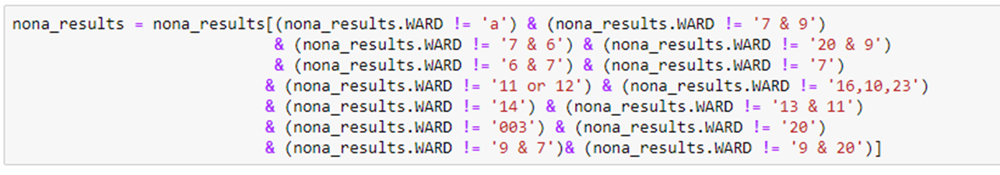 nona_results = nona_results[(nona_results.WARD != 'a') & (nona_results.WARD != '7 & 9')
& (nona_results.WARD != '7 & 6') & (nona_results.WARD != '20 & 9')
& (nona_results.WARD != '6 & 7') & (nona_results.WARD != '7')
& (nona_results.WARD != '11 or 12') & (nona_results.WARD != '16,10,23')
& (nona_results.WARD != '14') & (nona_results.WARD != '13 & 11')
& (nona_results.WARD != '003') & (nona_results.WARD != '20')
& (nona_results.WARD != '9 & 7')& (nona_results.WARD != '9 & 20')]